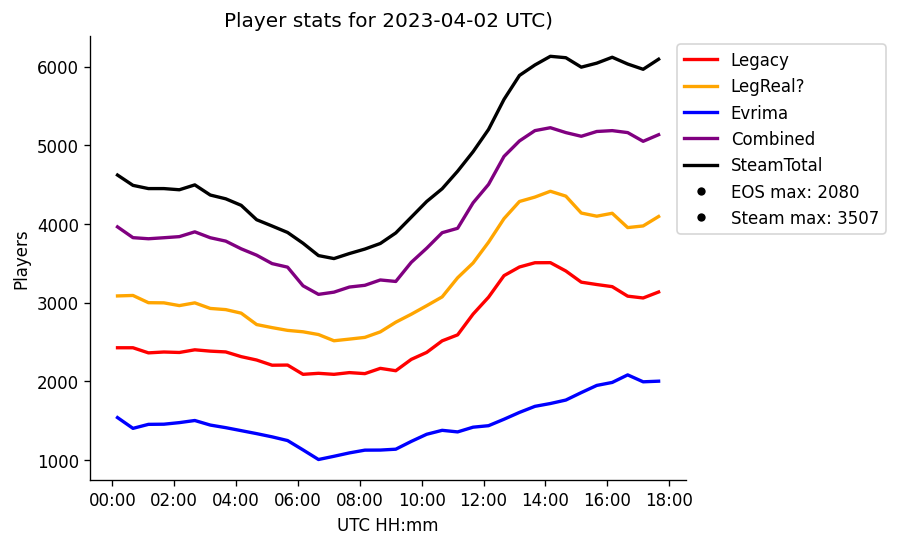 Player stats for 2023-04-02 UTC)
6000
5000
4000
3000
2000
1000
Players
00:00 02:00 04:00 06:00 08:00 10:00 12:00 14:00 16:00 18:00
UTC HH:mm
Legacy
LegReal?
Evrima
Combined
SteamTotal
EOS max: 2080
Steam max: 3507